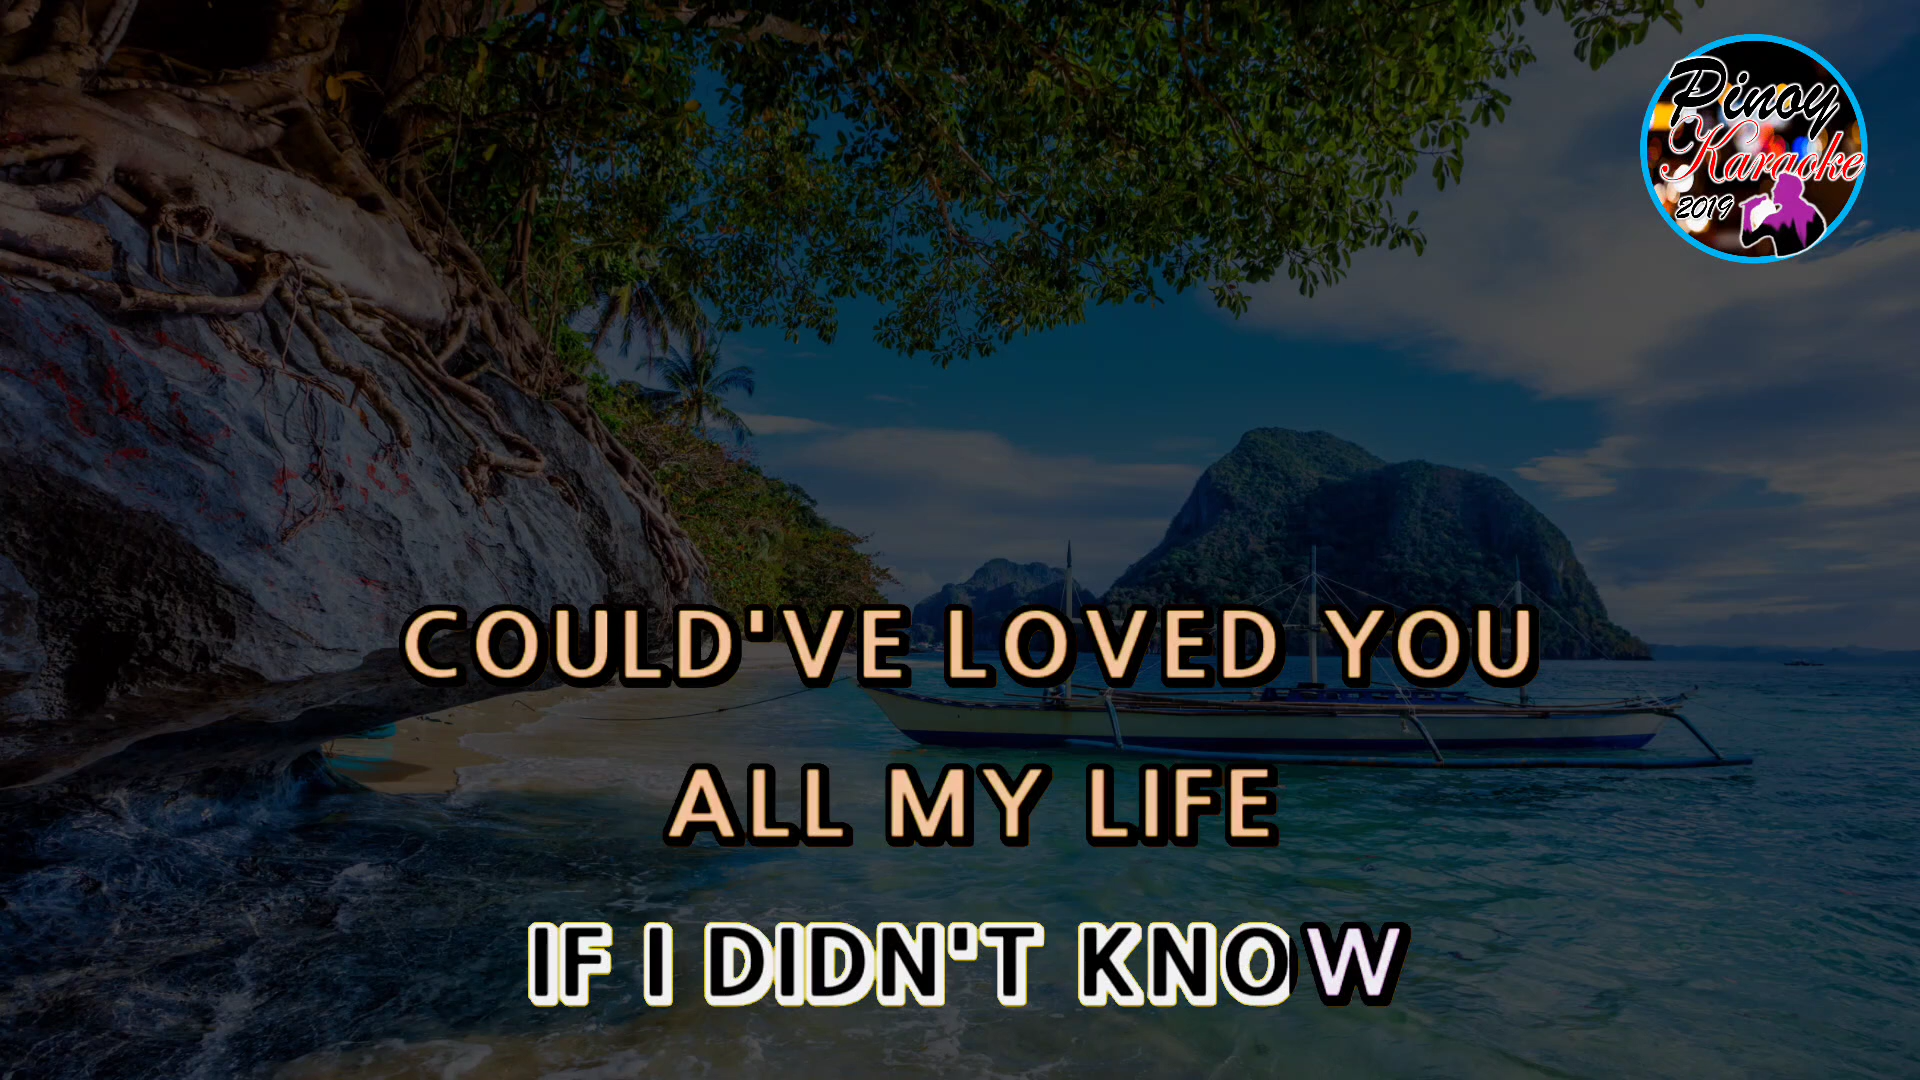 Pinoy
Karaoke
2019
COULD'VE LOVED YOU
ALL MY LIFE
IF I DIDN'T KNOW